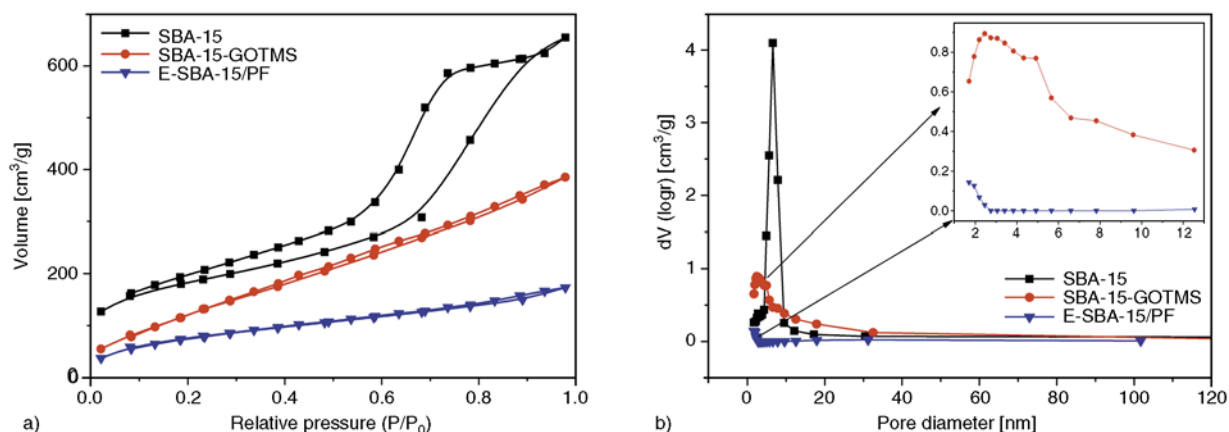 SBA-15
SBA-15-GOTMS
E-SBA-15/PF
600
400
200
0
Volume [cm³/g]
0.0 0.2 0.4 0.6 0.8 1.0
Relative pressure (P/P₀)
a)
4
3
2
1
0
dV (logr) [cm³/g]
0.8
0.6
0.4
0.2
0.0
2 4 6 8 10 12
SBA-15
SBA-15-GOTMS
E-SBA-15/PF
0 20 40 60 80 100 120
Pore diameter [nm]
b)